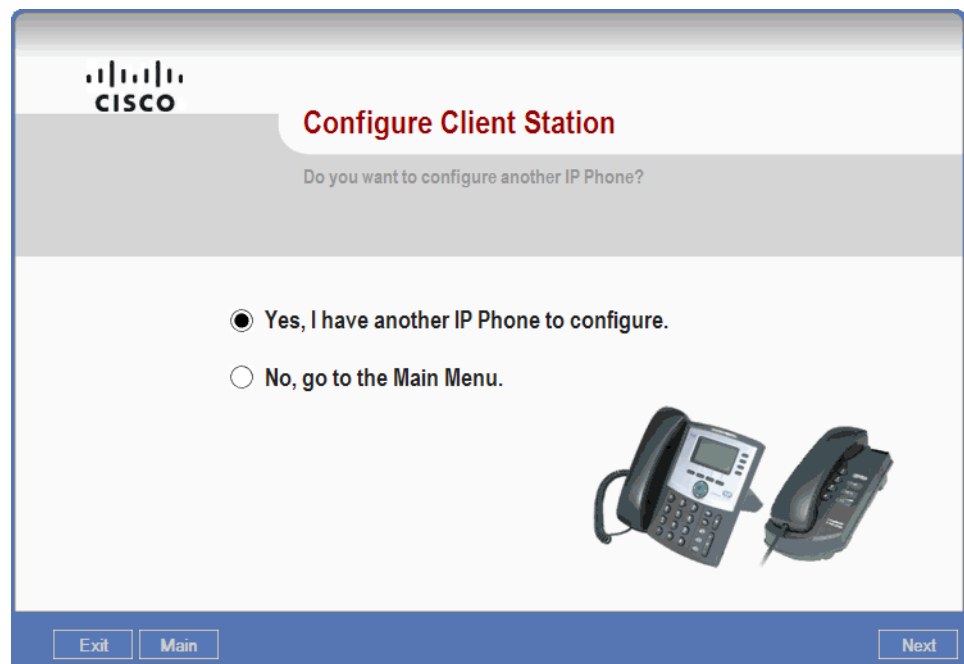 CISCO
Configure Client Station
Do you want to configure another IP Phone?
Yes, I have another IP Phone to configure.
No, go to the Main Menu.
Exit
Main
Next